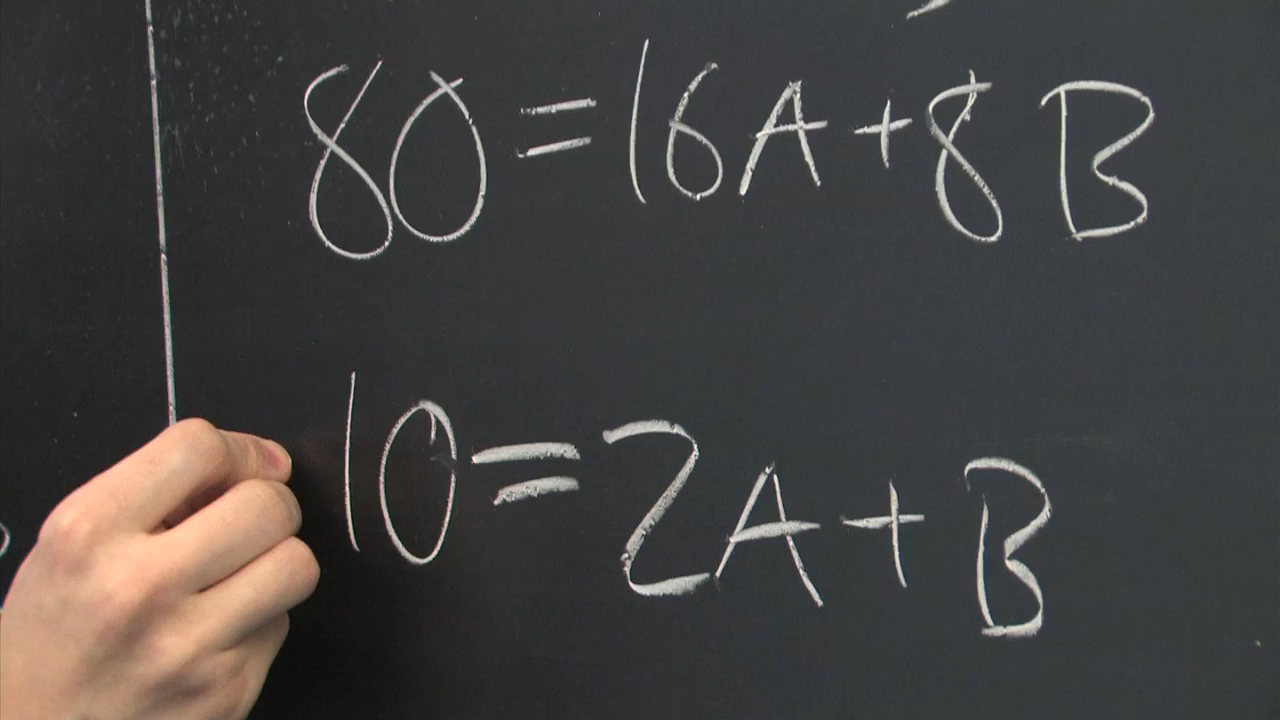 80 = 16A + 8B
10 = 2A + B